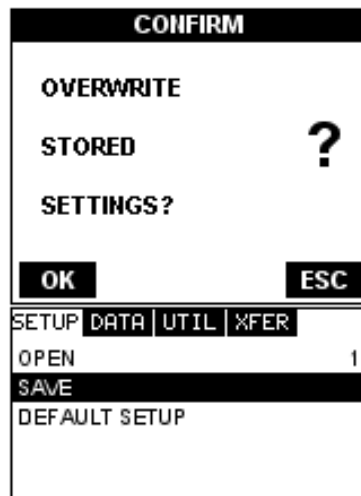 CONFIRM
OVERWRITE
STORED
?
SETTINGS?
OK ESC
SETUP DATA UTIL XFER
OPEN 1
SAVE
DEFAULT SETUP